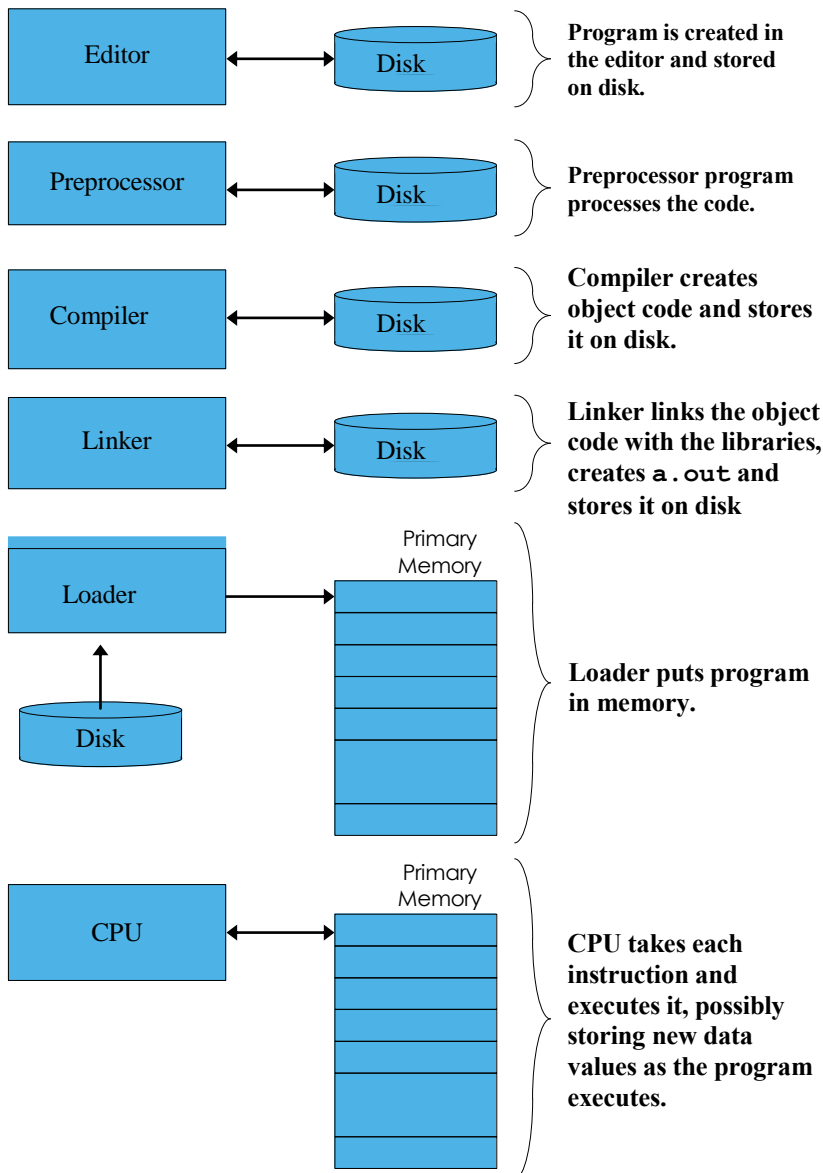 Editor
Disk
Program is created in
the editor and stored
on disk.
Preprocessor
Disk
Preprocessor program
processes the code.
Compiler
Disk
Compiler creates
object code and stores
it on disk.
Linker
Disk
Linker links the object
code with the libraries,
creates a.out and
stores it on disk
Primary
Memory
Loader
Disk
Loader puts program
in memory.
Primary
Memory
CPU
CPU takes each
instruction and
executes it, possibly
storing new data
values as the program
executes.